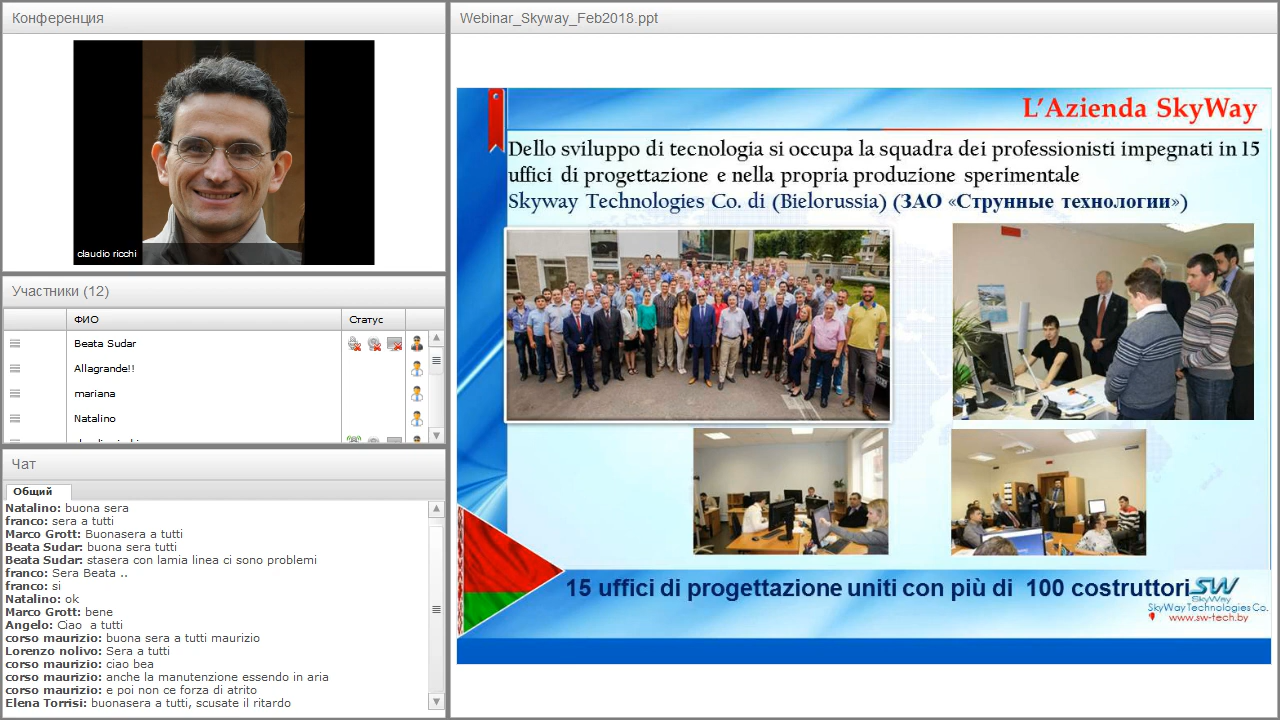 Конференция
claudio ricchi
Участники (12)
ФИО
Статус
Beata Sudar
Allagrande!!
mariana
Natalino
Чат
Общий
Natalino: buona sera
franco: sera a tutti
Marco Grott: Buonasera a tutti
Beata Sudar: buona sera tutti
Beata Sudar: stasera con lamia linea ci sono problemi
franco: Sera Beata ..
franco: si
Natalino: ok
Marco Grott: bene
Angelo: Ciao a tutti
corso maurizio: buona sera a tutti maurizio
Lorenzo nolivo: Sera a tutti
corso maurizio: ciao bea
corso maurizio: anche la manutenzione essendo in aria
corso maurizio: e poi non ce forza di atrito
Elena Torrisi: buonasera a tutti, scusate il ritardo
Webinar_Skyway_Feb2018.ppt
L'Azienda SkyWay
Dello sviluppo di tecnologia si occupa la squadra dei professionisti impegnati in 15
uffici di progettazione e nella propria produzione sperimentale
Skyway Technologies Co. di (Bielorussia) (ЗАО «Струнные технологии»)
15 uffici di progettazione uniti con più di 100 costruttori
SW
SkyWay
SkyWay Technologies Co.
www.sw-tech.by